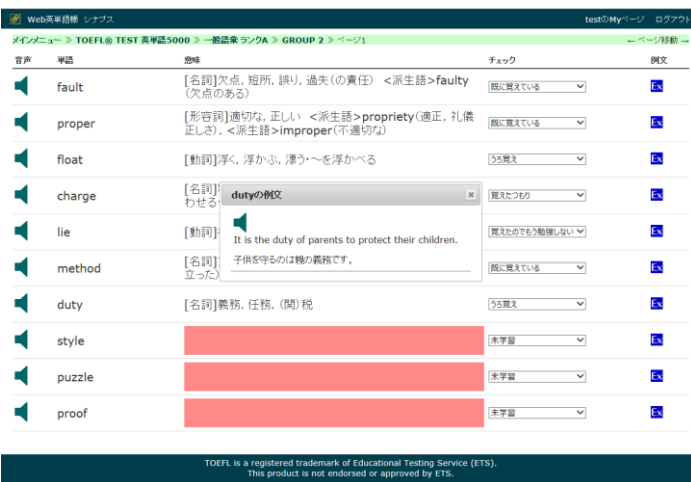 Web英単語帳 シナプス
testのMyページ ログアウト
メインメニュー ≫ TOEFL® TEST 英単語5000 ≫ 一般語彙 ランクA ≫ GROUP 2 ≫ ページ1
← ページ移動 →
音声 単語 意味 チェック 例文
fault [名詞]欠点, 短所, 誤り, 過失(の責任) <派生語>faulty 既に覚えている Ex
(欠点のある)
proper [形容詞]適切な, 正しい <派生語>propriety(適正, 礼儀 既に覚えている Ex
正しさ), <派生語>improper(不適切な)
float [動詞]浮く, 浮かぶ, 漂う・～を浮かべる うろ覚え Ex
charge [名詞] 覚えたつもり Ex
わせる
lie [動詞] 覚えたのでもう勉強しない Ex
method [名詞] 既に覚えている Ex
立った)
dutyの例文
It is the duty of parents to protect their children.
子供を守るのは親の義務です。
duty [名詞]義務, 任務, (関)税 うろ覚え Ex
style 未学習 Ex
puzzle 未学習 Ex
proof 未学習 Ex
TOEFL is a registered trademark of Educational Testing Service (ETS).
This product is not endorsed or approved by ETS.